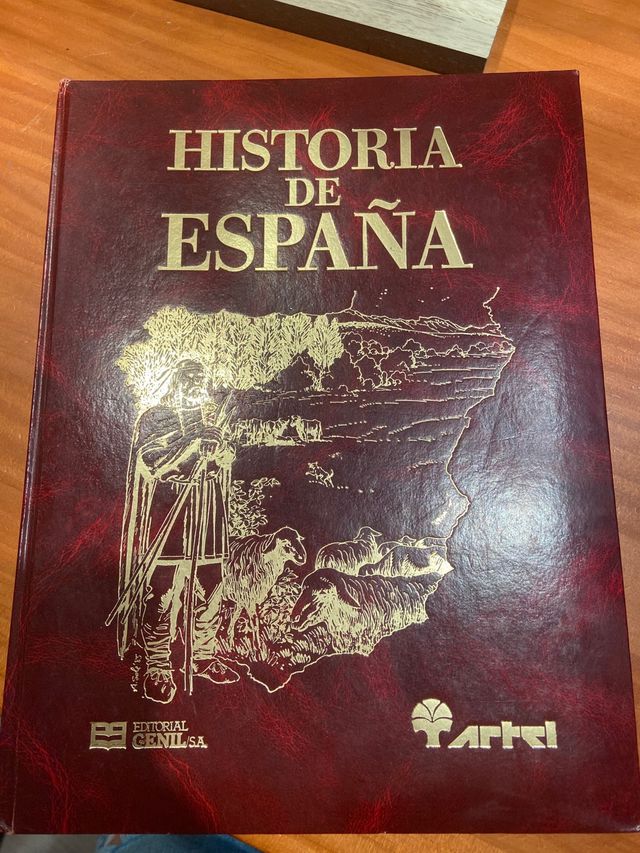 HISTORIA
DE
ESPAÑA
EDITORIAL
GENIL, S.A.
Artel